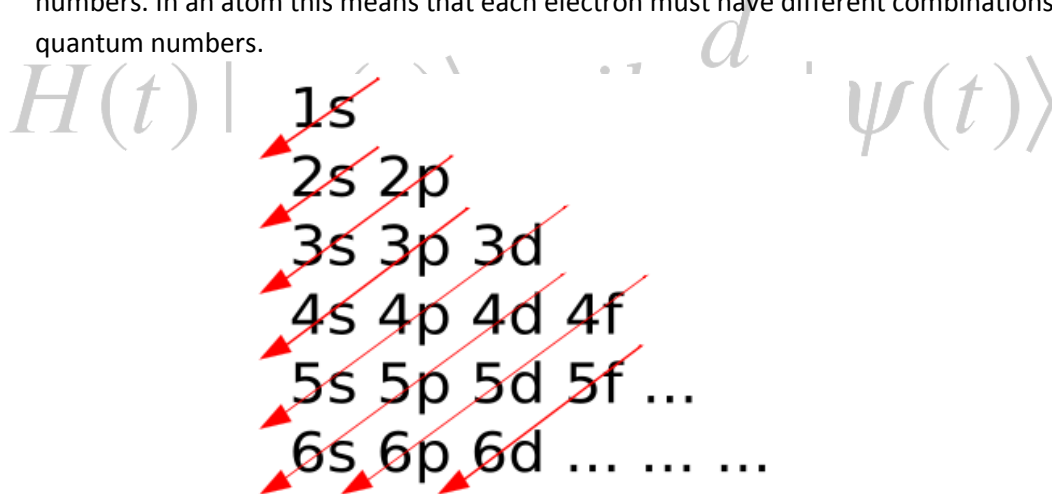 numbers. In an atom this means that each electron must have different combinations
quantum numbers.
d
H(t) | ψ(t)⟩
1s
2s 2p
3s 3p 3d
4s 4p 4d 4f
5s 5p 5d 5f ...
6s 6p 6d ... ... ...